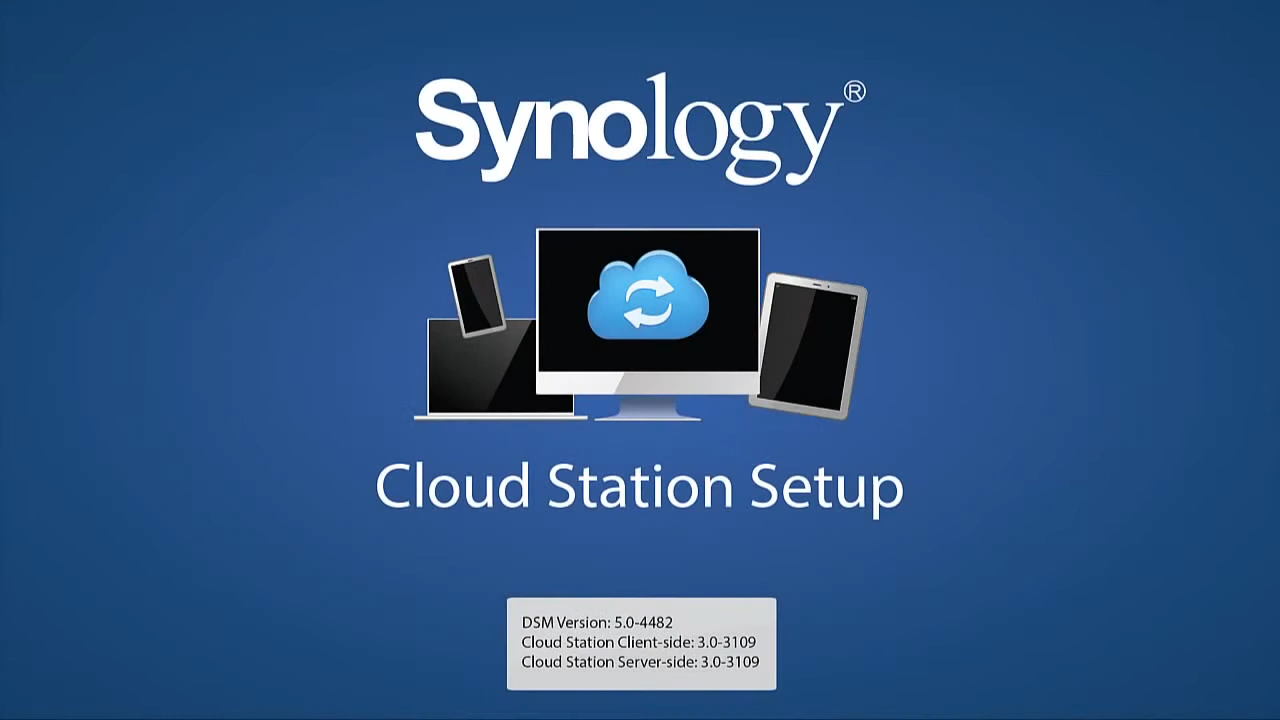 Synology®
Cloud Station Setup
DSM Version: 5.0-4482
Cloud Station Client-side: 3.0-3109
Cloud Station Server-side: 3.0-3109